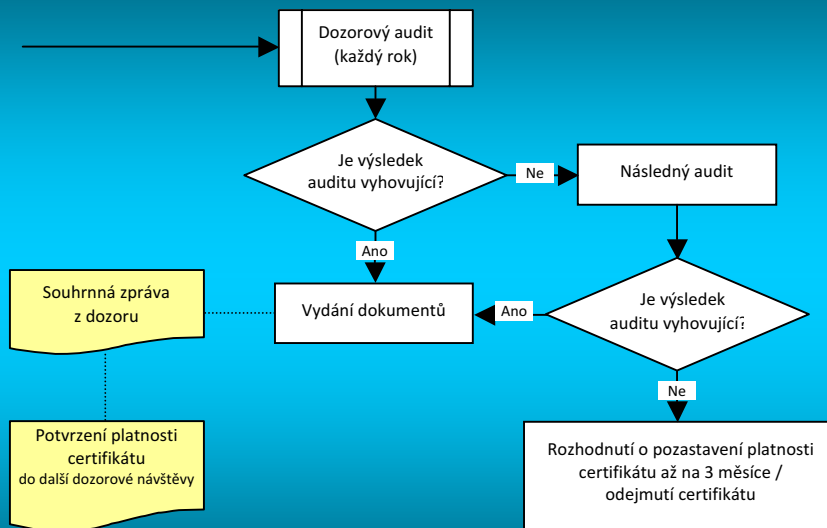 Dozorový audit
(každý rok)
Je výsledek
auditu vyhovující?
Ne
Následný audit
Ano
Souhrnná zpráva
z dozoru
Vydání dokumentů
Ano
Je výsledek
auditu vyhovující?
Ne
Potvrzení platnosti
certifikátu
do další dozorové návštěvy
Rozhodnutí o pozastavení platnosti
certifikátu až na 3 měsíce /
odejmutí certifikátu